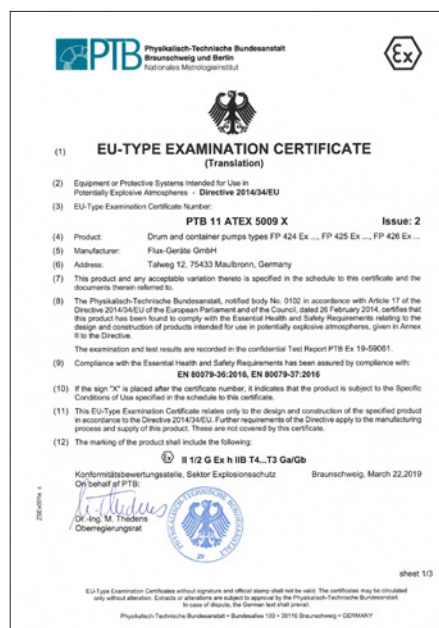 PTB
Physikalisch-Technische Bundesanstalt
Braunschweig und Berlin
Nationales Metrologieinstitut
Ex
(1) EU-TYPE EXAMINATION CERTIFICATE
(Translation)
(2) Equipment or Protective Systems Intended for Use in
Potentially Explosive Atmospheres - Directive 2014/34/EU
(3) EU-Type Examination Certificate Number:
PTB 11 ATEX 5009 X Issue: 2
(4) Product: Drum and container pumps types FP 424 Ex ..., FP 425 Ex ..., FP 426 Ex ...
(5) Manufacturer: Flux-Geräte GmbH
(6) Address: Talweg 12, 75433 Maulbronn, Germany
(7) This product and any acceptable variation thereto is specified in the schedule to this certificate and the
documents therein referred to.
(8) The Physikalisch-Technische Bundesanstalt, notified body No. 0102 in accordance with Article 17 of the
Directive 2014/34/EU of the European Parliament and of the Council, dated 26 February 2014, certifies that
this product has been found to comply with the Essential Health and Safety Requirements relating to the
design and construction of products intended for use in potentially explosive atmospheres, given in Annex
II to the Directive.
The examination and test results are recorded in the confidential Test Report PTB Ex 19-59061.
(9) Compliance with the Essential Health and Safety Requirements has been assured by compliance with:
EN 80079-36:2016, EN 80079-37:2016
(10) If the sign "X" is placed after the certificate number, it indicates that the product is subject to the Specific
Conditions of Use specified in the schedule to this certificate.
(11) This EU-Type Examination Certificate relates only to the design and construction of the specified product
in accordance to the Directive 2014/34/EU. Further requirements of the Directive apply to the manufacturing
process and supply of this product. These are not covered by this certificate.
(12) The marking of the product shall include the following:
Ex II 1/2 G Ex h IIB T4...T3 Ga/Gb
Konformitätsbewertungsstelle, Sektor Explosionsschutz Braunschweig, March 22,2019
On behalf of PTB:
Dr.-Ing. M. Thedens
Oberregierungsrat
PHYSIKALISCH-TECHNISCHE BUNDESANSTALT
20
sheet 1/3
EU-Type Examination Certificates without signature and official stamp shall not be valid. The certificates may be circulated
only without alteration. Extracts or alterations are subject to approval by the Physikalisch-Technische Bundesanstalt.
In case of dispute, the German text shall prevail.
Physikalisch-Technische Bundesanstalt • Bundesallee 100 • 38116 Braunschweig • GERMANY